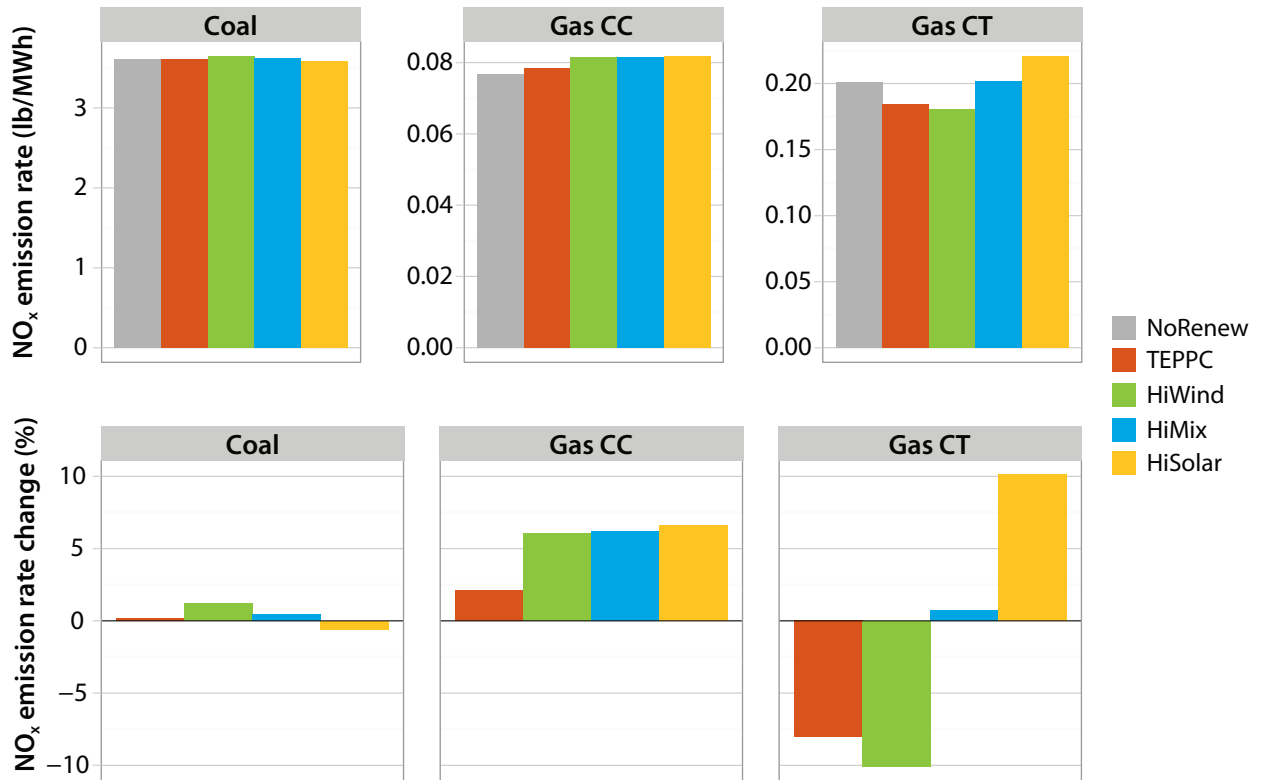 Coal Gas CC Gas CT
NOx emission rate (lb/MWh)
3
2
1
0
0.08
0.06
0.04
0.02
0.00
0.20
0.15
0.10
0.05
0.00
NoRenew
TEPPC
HiWind
HiMix
HiSolar
Coal Gas CC Gas CT
NOx emission rate change (%)
10
5
0
−5
−10